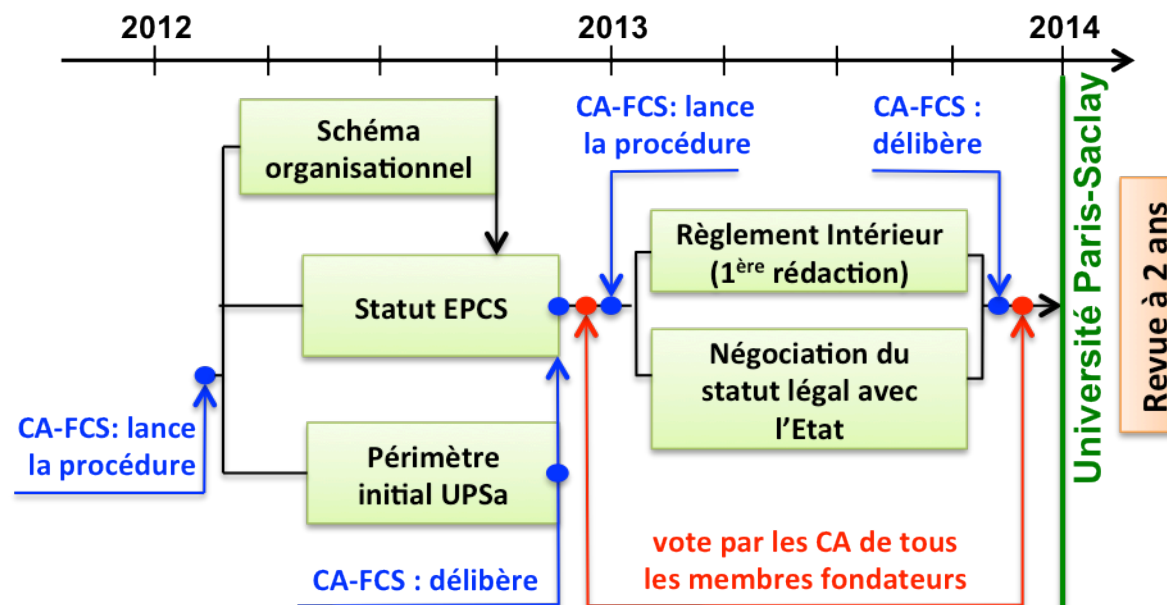 2012
2013
2014
Schéma
organisationnel
CA-FCS: lance
la procédure
CA-FCS :
délibère
Statut EPCS
Règlement Intérieur
(1ère rédaction)
Négociation du
statut légal avec
l'Etat
CA-FCS: lance
la procédure
Périmètre
initial UPSa
CA-FCS : délibère
vote par les CA de tous
les membres fondateurs
Université Paris-Saclay
Revue à 2 ans